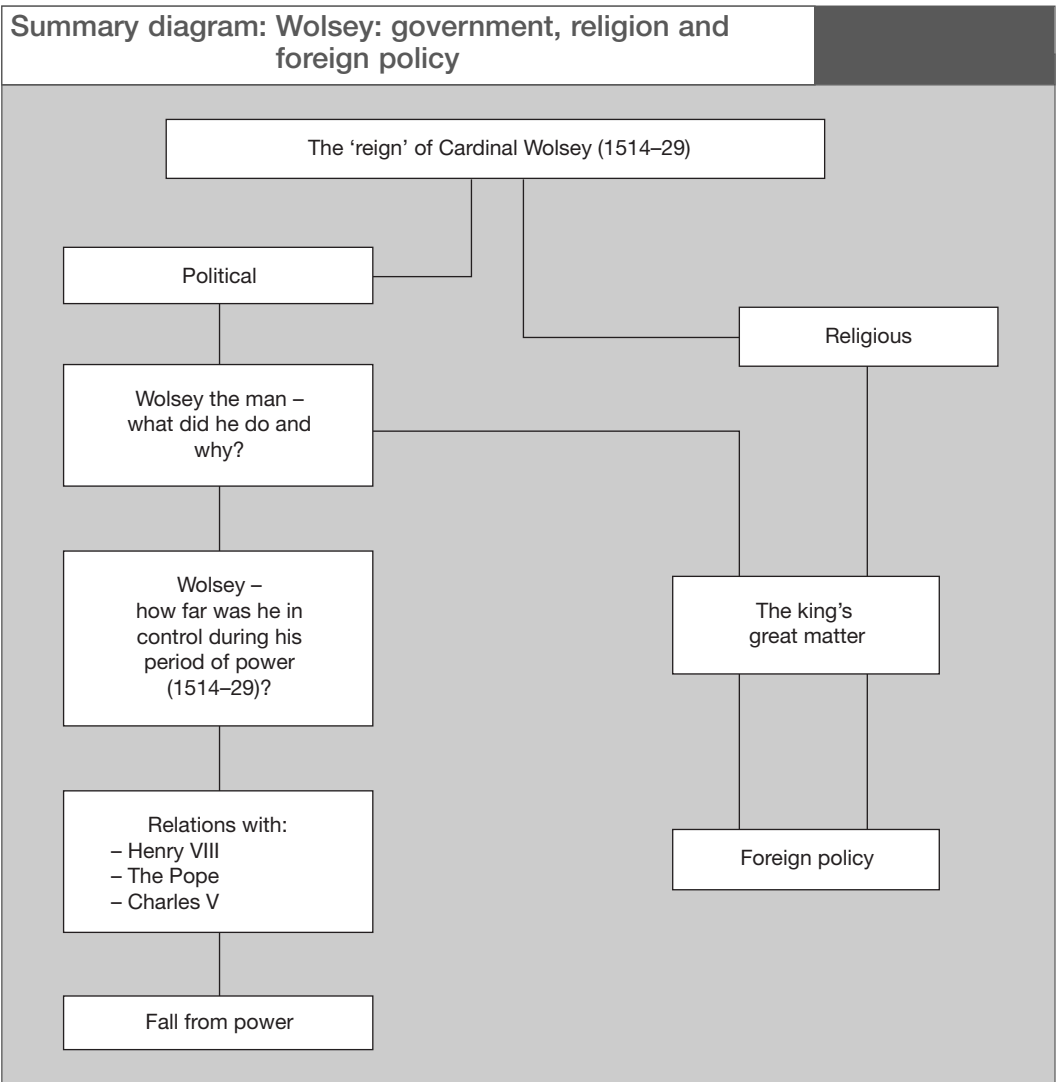 Summary diagram: Wolsey: government, religion and
foreign policy
The ‘reign’ of Cardinal Wolsey (1514–29)
Political
Religious
Wolsey the man –
what did he do and
why?
Wolsey –
how far was he in
control during his
period of power
(1514–29)?
The king’s
great matter
Relations with:
– Henry VIII
– The Pope
– Charles V
Foreign policy
Fall from power